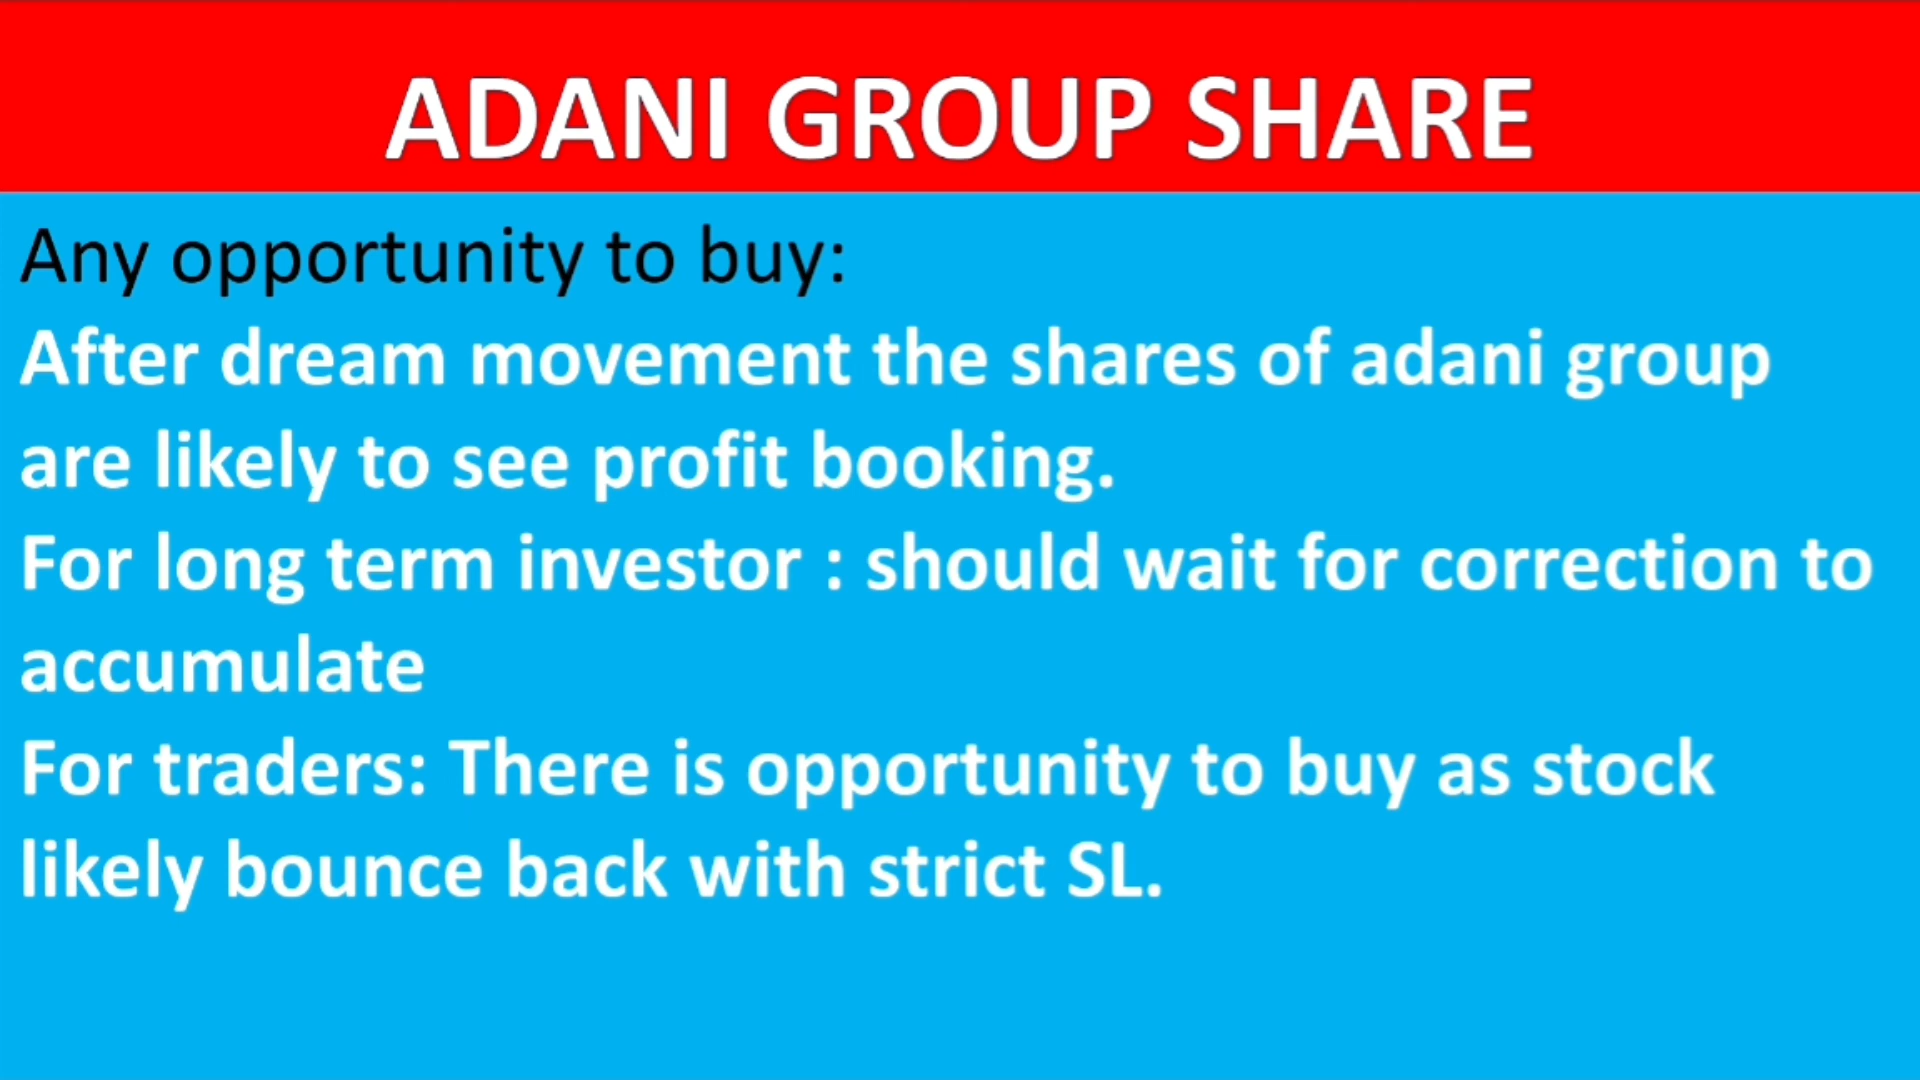 ADANI GROUP SHARE
Any opportunity to buy:
After dream movement the shares of adani group
are likely to see profit booking.
For long term investor : should wait for correction to
accumulate
For traders: There is opportunity to buy as stock
likely bounce back with strict SL.